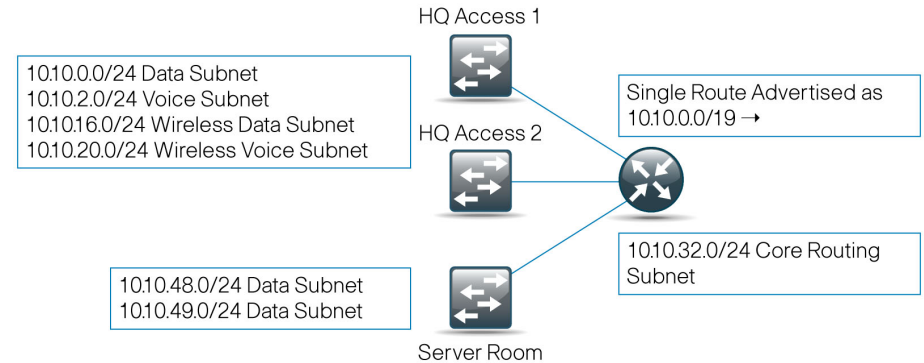 HQ Access 1
10.10.0.0/24 Data Subnet
10.10.2.0/24 Voice Subnet
10.10.16.0/24 Wireless Data Subnet
10.10.20.0/24 Wireless Voice Subnet
Single Route Advertised as
10.10.0.0/19 →
HQ Access 2
10.10.32.0/24 Core Routing
Subnet
10.10.48.0/24 Data Subnet
10.10.49.0/24 Data Subnet
Server Room